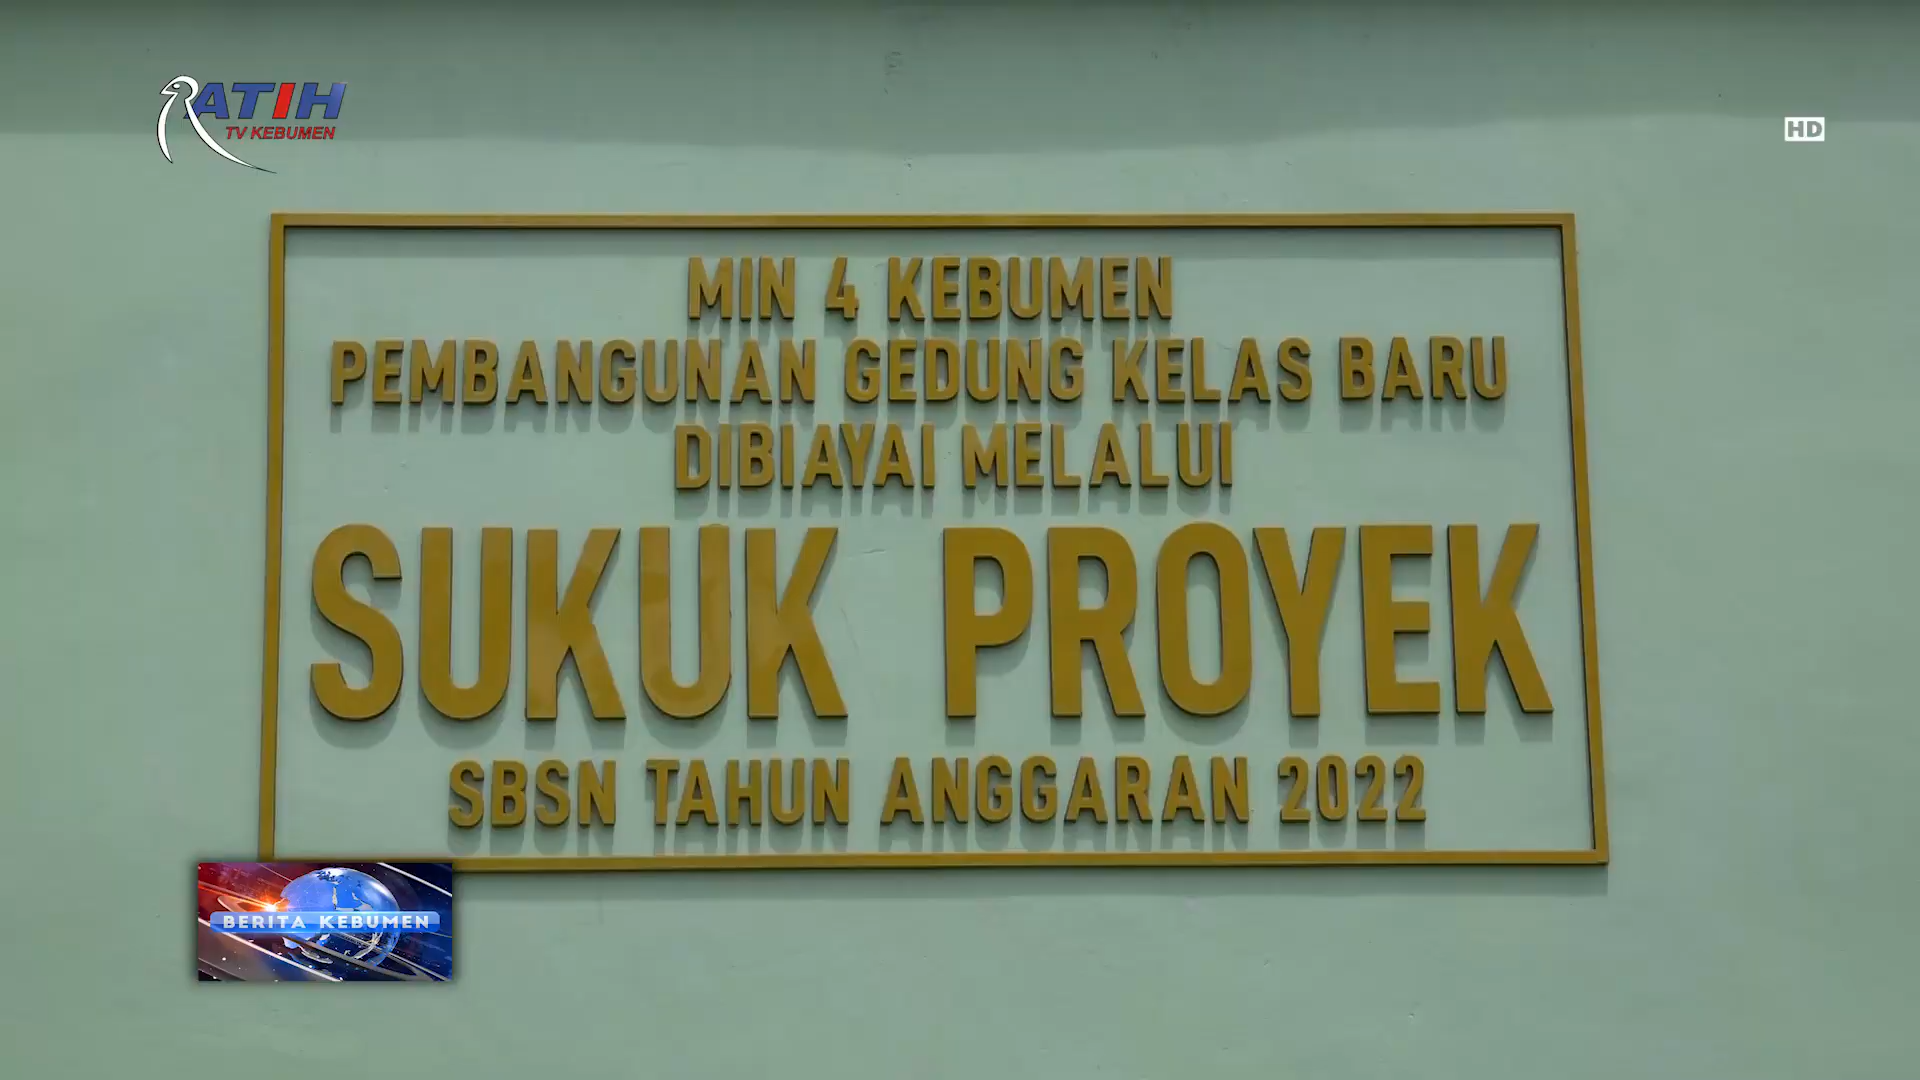 RATIH
TV KEBUMEN
HD
MIN 4 KEBUMEN
PEMBANGUNAN GEDUNG KELAS BARU
DIBIAYAI MELALUI
SUKUK PROYEK
SBSN TAHUN ANGGARAN 2022
BERITA KEBUMEN